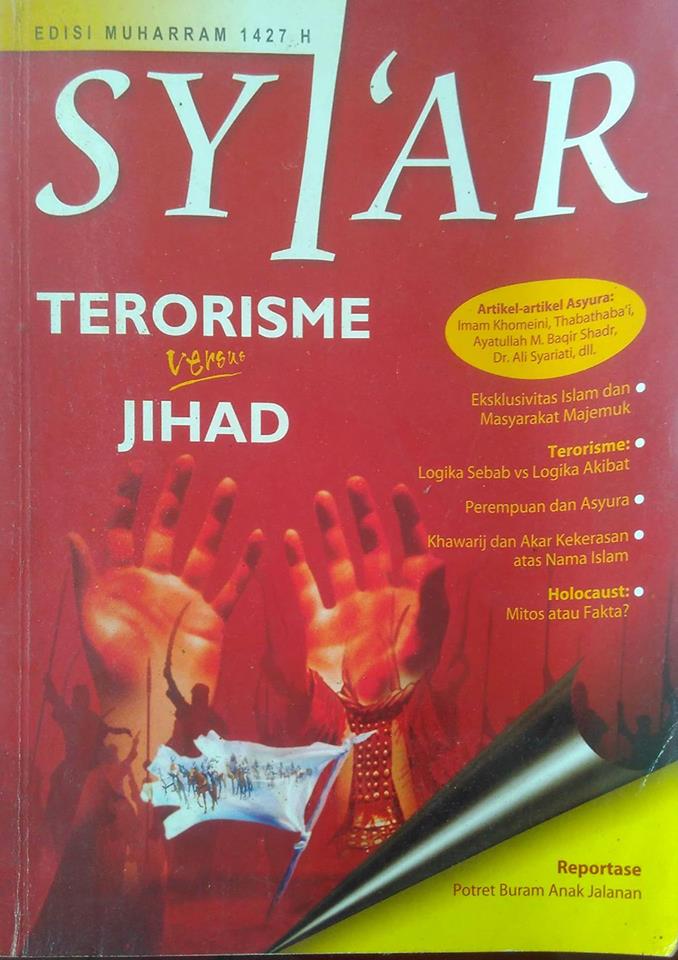 EDISI MUHARRAM 1427 H
SYI'AR
TERORISME
versus
JIHAD
Artikel-artikel Asyura:
Imam Khomeini, Thabathaba'i,
Ayatullah M. Baqir Shadr,
Dr. Ali Syariati, dll.
Eksklusivitas Islam dan
Masyarakat Majemuk
Terorisme:
Logika Sebab vs Logika Akibat
Perempuan dan Asyura
Khawarij dan Akar Kekerasan
atas Nama Islam
Holocaust:
Mitos atau Fakta?
Reportase
Potret Buram Anak Jalanan